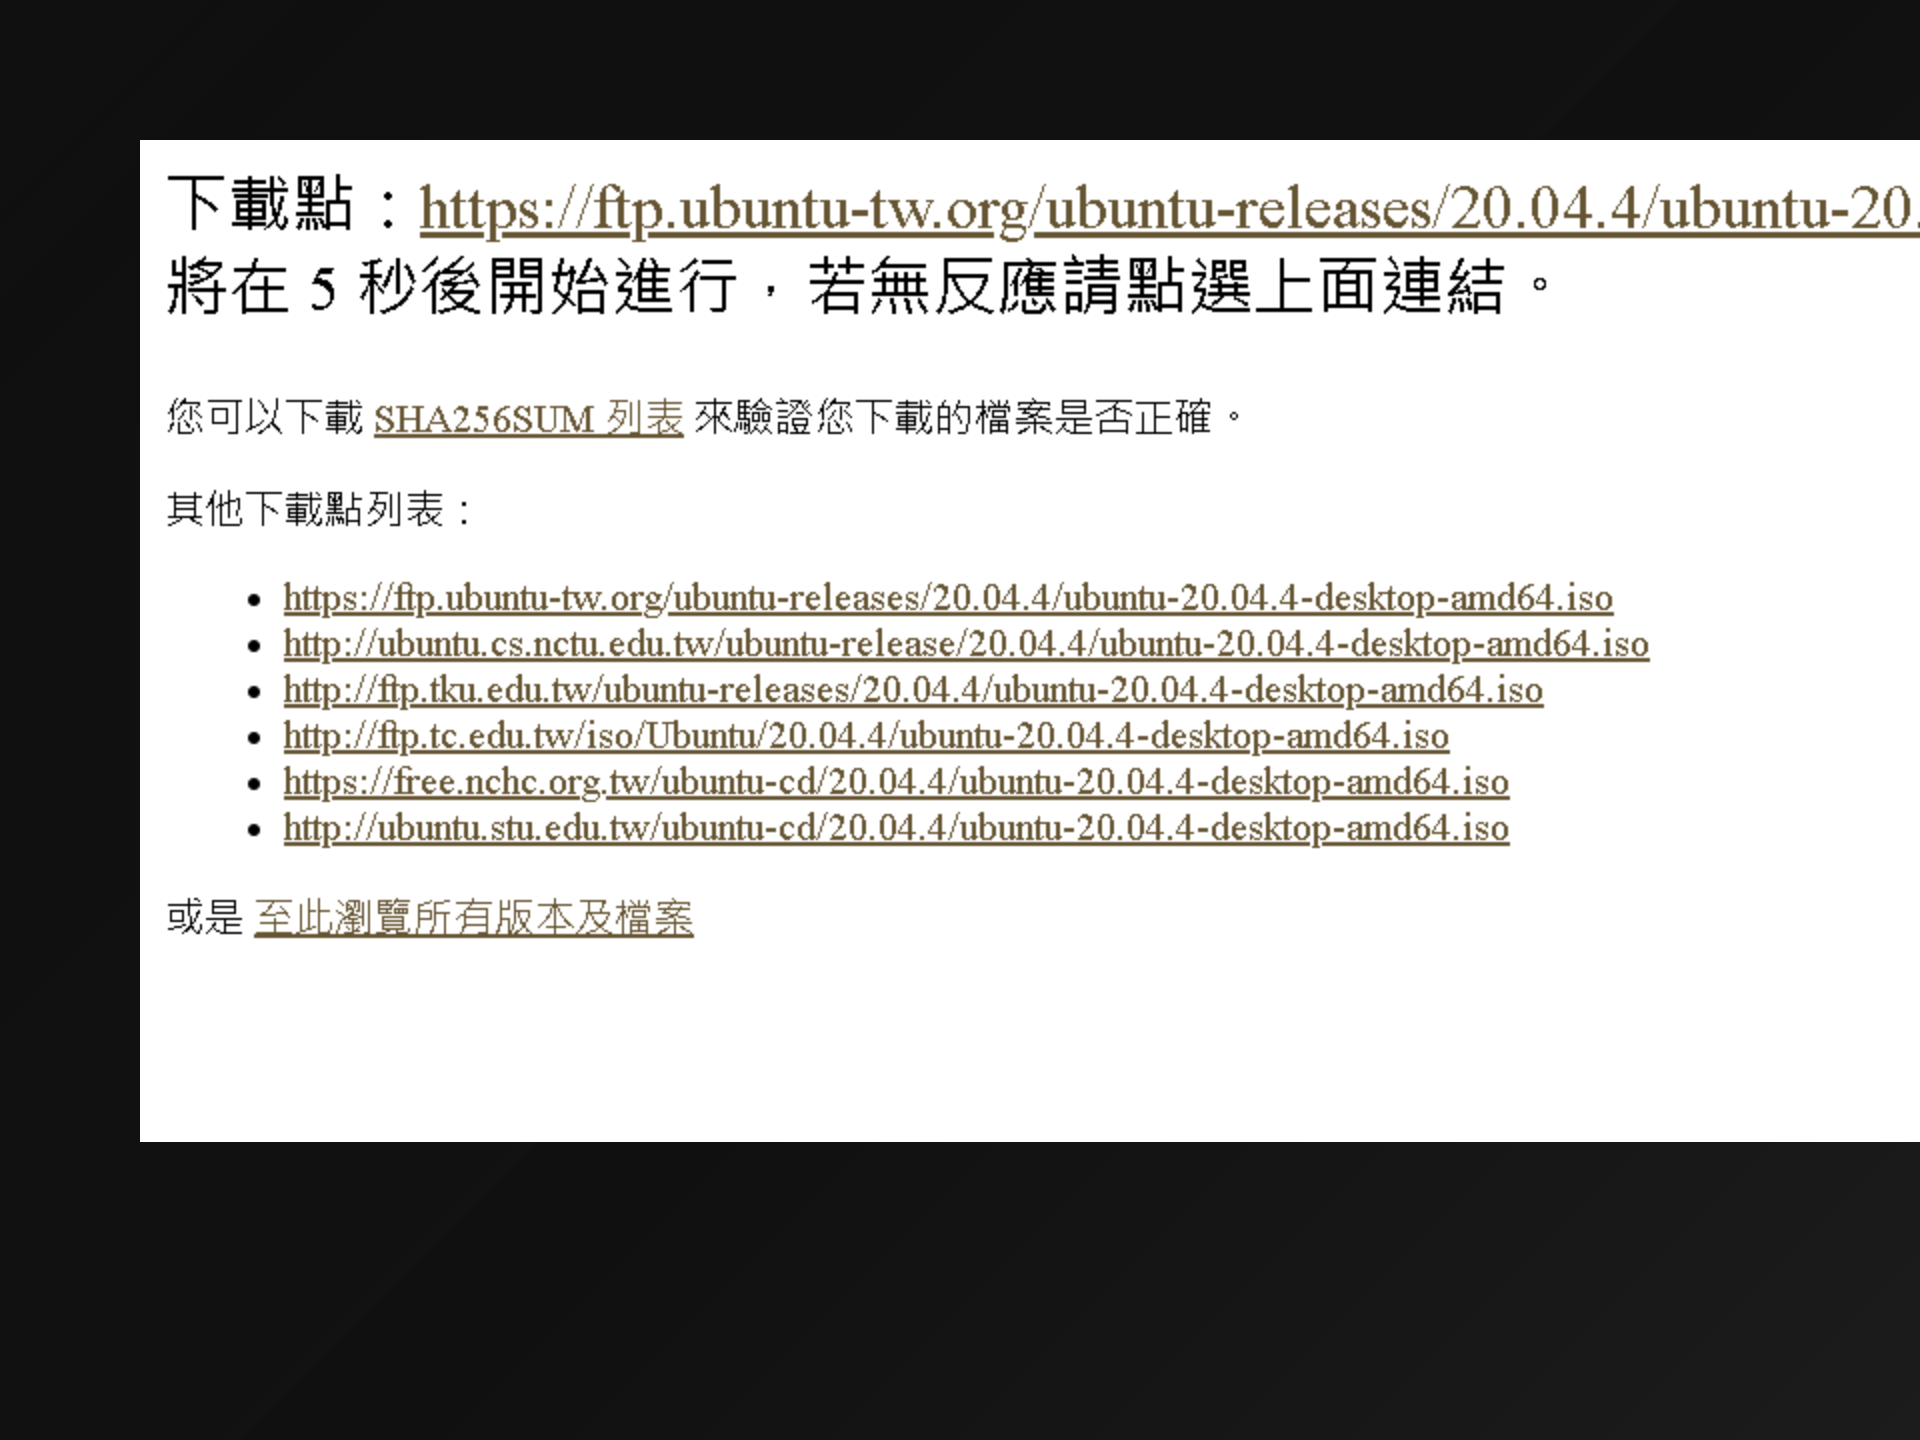 下載點：https://ftp.ubuntu-tw.org/ubuntu-releases/20.04.4/ubuntu-20.
將在 5 秒後開始進行，若無反應請點選上面連結。
您可以下載 SHA256SUM 列表 來驗證您下載的檔案是否正確。
其他下載點列表：
• https://ftp.ubuntu-tw.org/ubuntu-releases/20.04.4/ubuntu-20.04.4-desktop-amd64.iso
• http://ubuntu.cs.nctu.edu.tw/ubuntu-release/20.04.4/ubuntu-20.04.4-desktop-amd64.iso
• http://ftp.tku.edu.tw/ubuntu-releases/20.04.4/ubuntu-20.04.4-desktop-amd64.iso
• http://ftp.tc.edu.tw/iso/Ubuntu/20.04.4/ubuntu-20.04.4-desktop-amd64.iso
• https://free.nchc.org.tw/ubuntu-cd/20.04.4/ubuntu-20.04.4-desktop-amd64.iso
• http://ubuntu.stu.edu.tw/ubuntu-cd/20.04.4/ubuntu-20.04.4-desktop-amd64.iso
或是 至此瀏覽所有版本及檔案